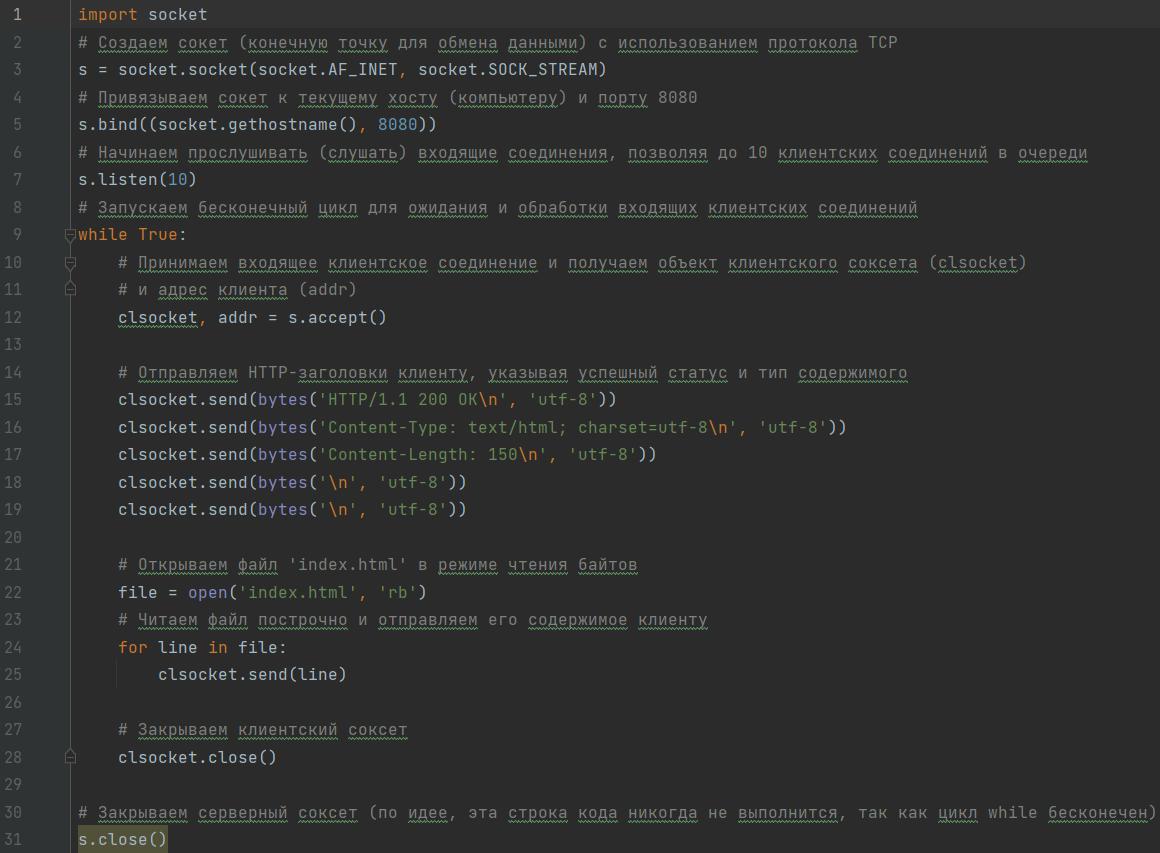 1 import socket
2 # Создаем сокет (конечную точку для обмена данными) с использованием протокола TCP
3 s = socket.socket(socket.AF_INET, socket.SOCK_STREAM)
4 # Привязываем сокет к текущему хосту (компьютеру) и порту 8080
5 s.bind((socket.gethostname(), 8080))
6 # Начинаем прослушивать (слушать) входящие соединения, позволяя до 10 клиентских соединений в очереди
7 s.listen(10)
8 # Запускаем бесконечный цикл для ожидания и обработки входящих клиентских соединений
9 while True:
10     # Принимаем входящее клиентское соединение и получаем объект клиентского соксета (clsocket)
11     # и адрес клиента (addr)
12     clsocket, addr = s.accept()
13
14     # Отправляем HTTP-заголовки клиенту, указывая успешный статус и тип содержимого
15     clsocket.send(bytes('HTTP/1.1 200 OK\n', 'utf-8'))
16     clsocket.send(bytes('Content-Type: text/html; charset=utf-8\n', 'utf-8'))
17     clsocket.send(bytes('Content-Length: 150\n', 'utf-8'))
18     clsocket.send(bytes('\n', 'utf-8'))
19     clsocket.send(bytes('\n', 'utf-8'))
20
21     # Открываем файл 'index.html' в режиме чтения байтов
22     file = open('index.html', 'rb')
23     # Читаем файл построчно и отправляем его содержимое клиенту
24     for line in file:
25         clsocket.send(line)
26
27     # Закрываем клиентский соксет
28     clsocket.close()
29
30 # Закрываем серверный соксет (по идее, эта строка кода никогда не выполнится, так как цикл while бесконечен)
31 s.close()